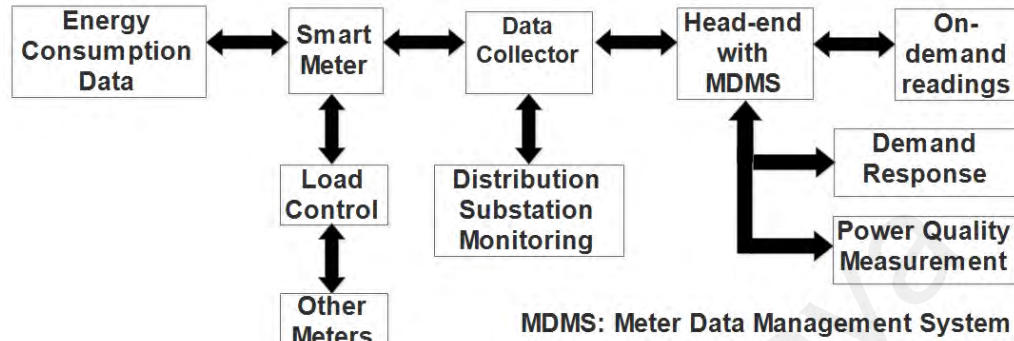 Energy
Consumption
Data
Smart
Meter
Data
Collector
Head-end
with
MDMS
On-
demand
readings
Load
Control
Distribution
Substation
Monitoring
Demand
Response
Power Quality
Measurement
Other
Meters
MDMS: Meter Data Management System